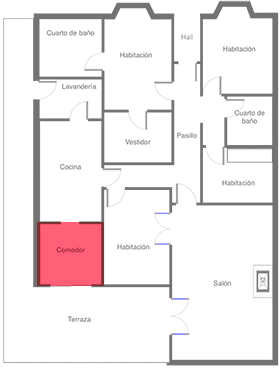 Cuarto de baño
Habitación
Hall
Habitación
Lavandería
Cuarto de
baño
Vestidor
Pasillo
Cocina
Habitación
Comedor
Habitación
Salón
Terraza